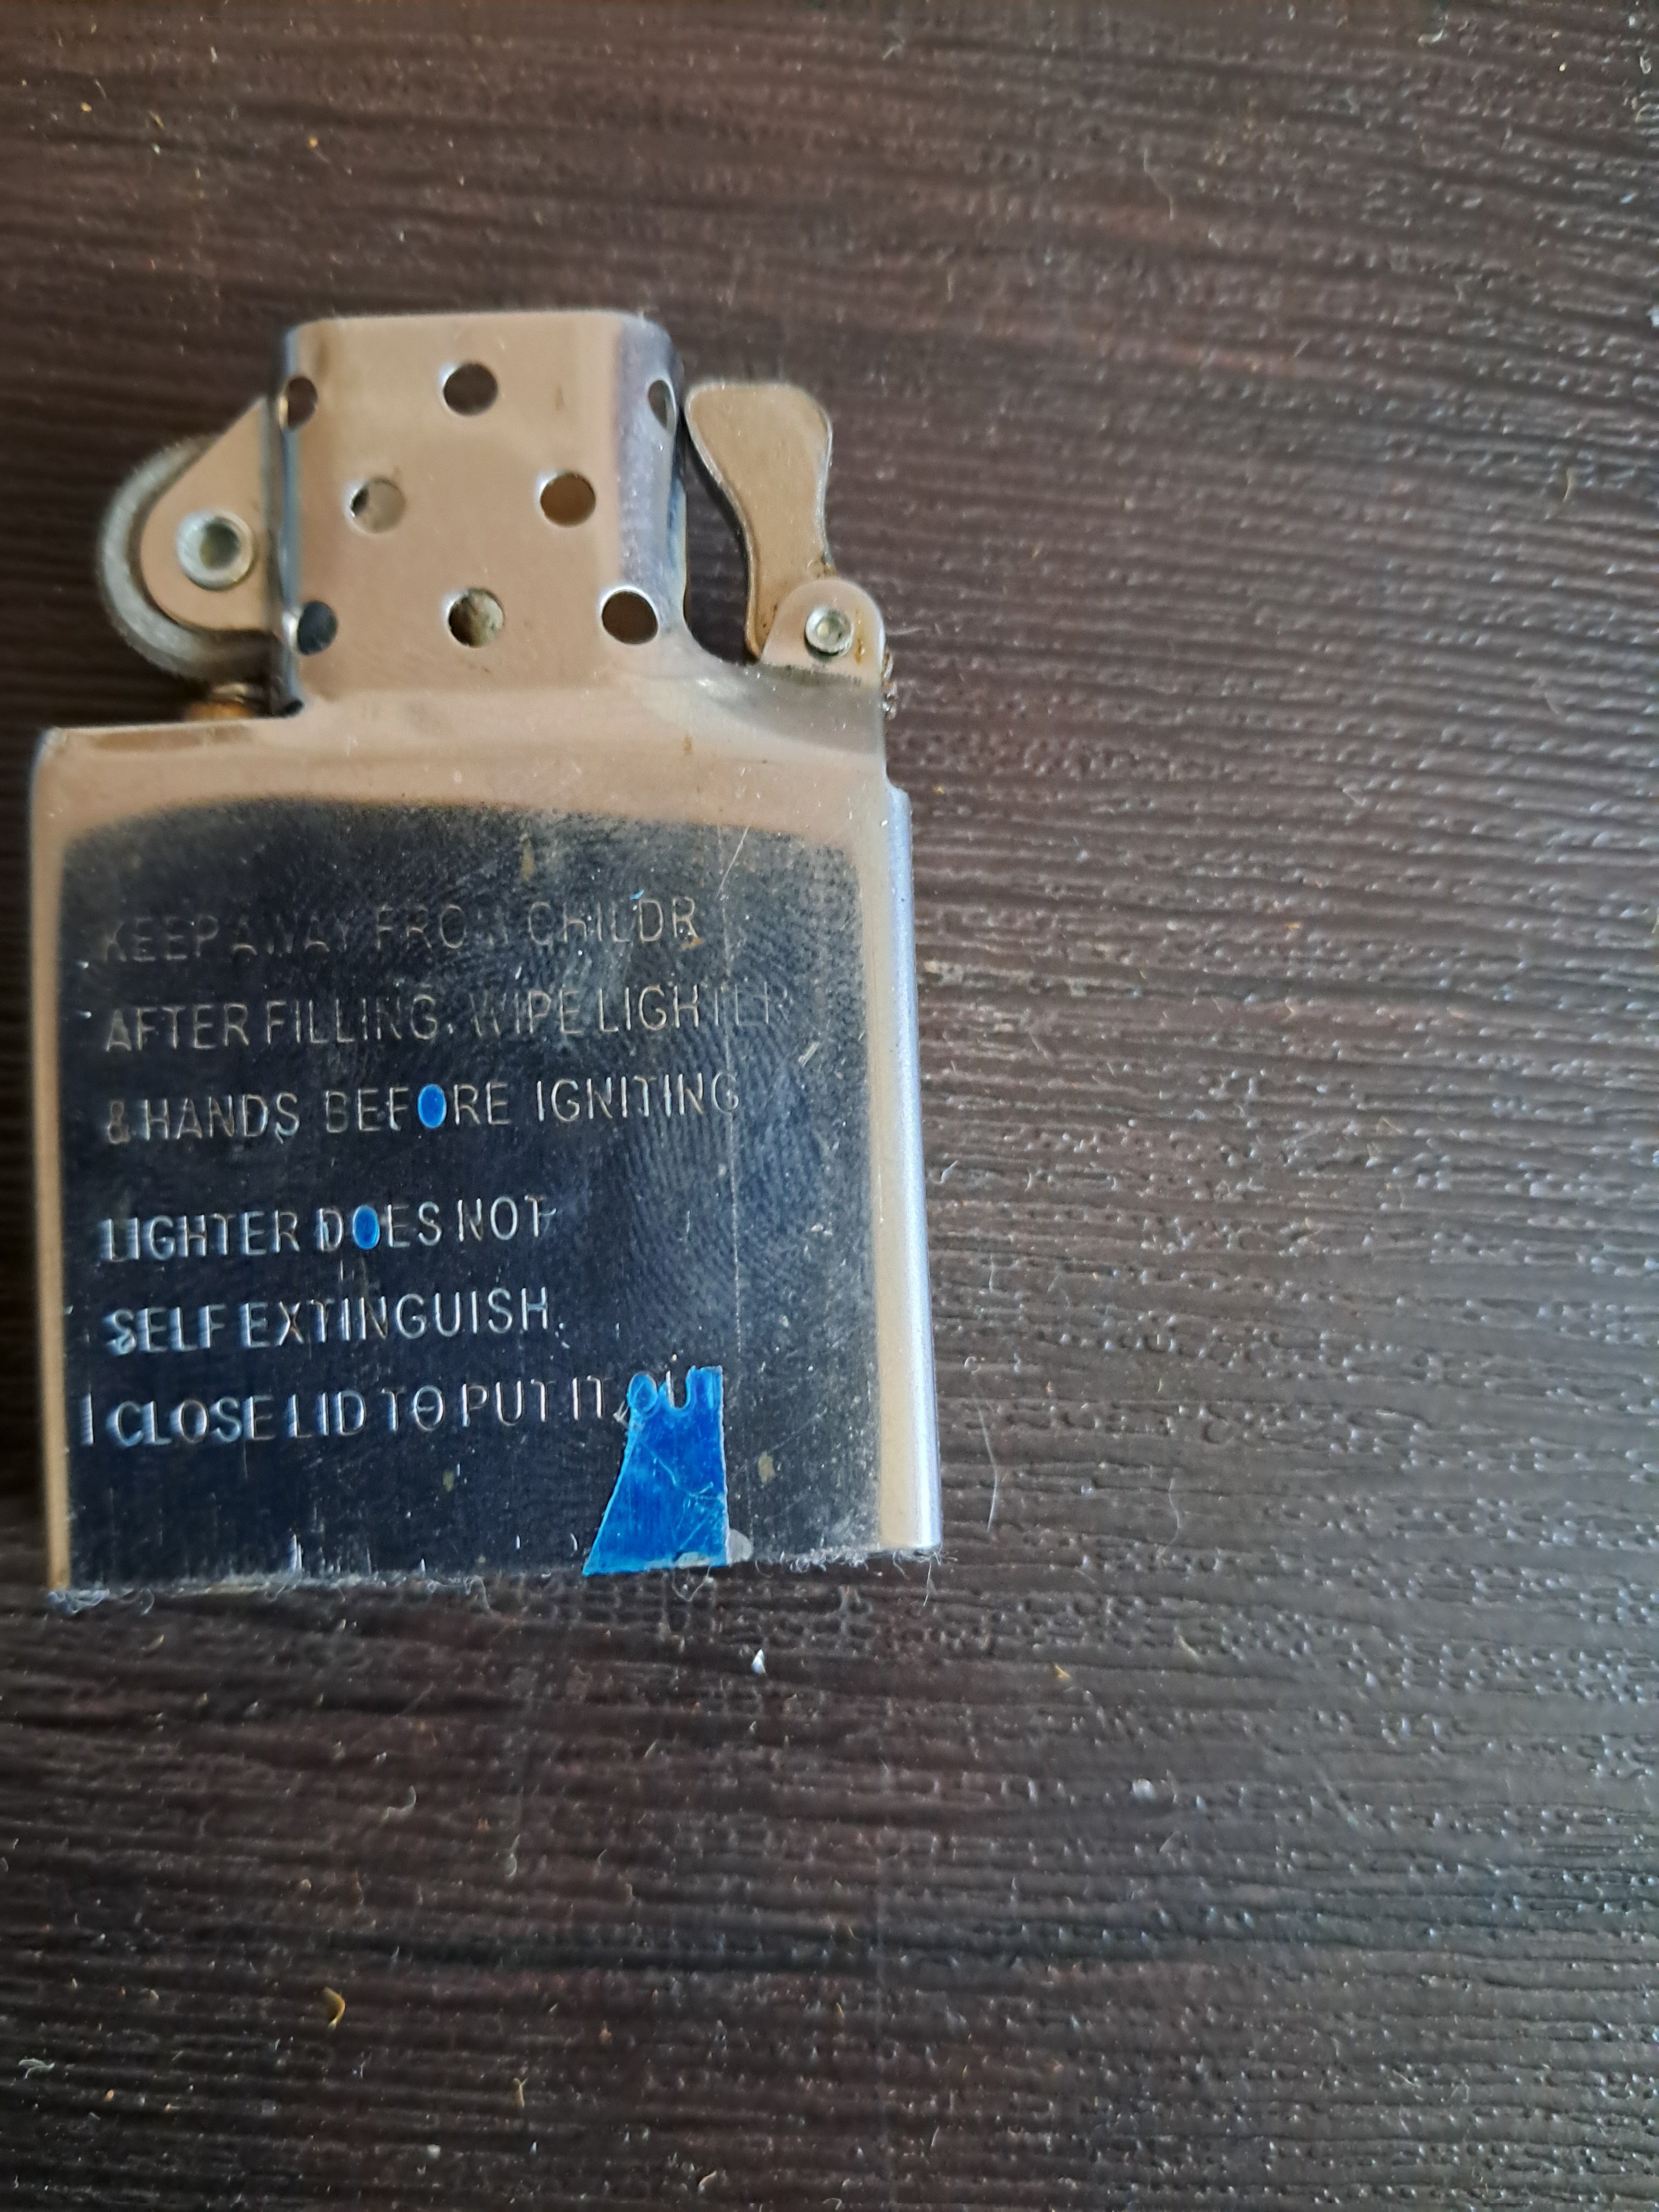 KEEP AWAY FROM CHILDR
AFTER FILLING, WIPE LIGHTER
& HANDS BEFORE IGNITING
LIGHTER DOES NOT
SELF EXTINGUISH.
CLOSE LID TO PUT IT OUT